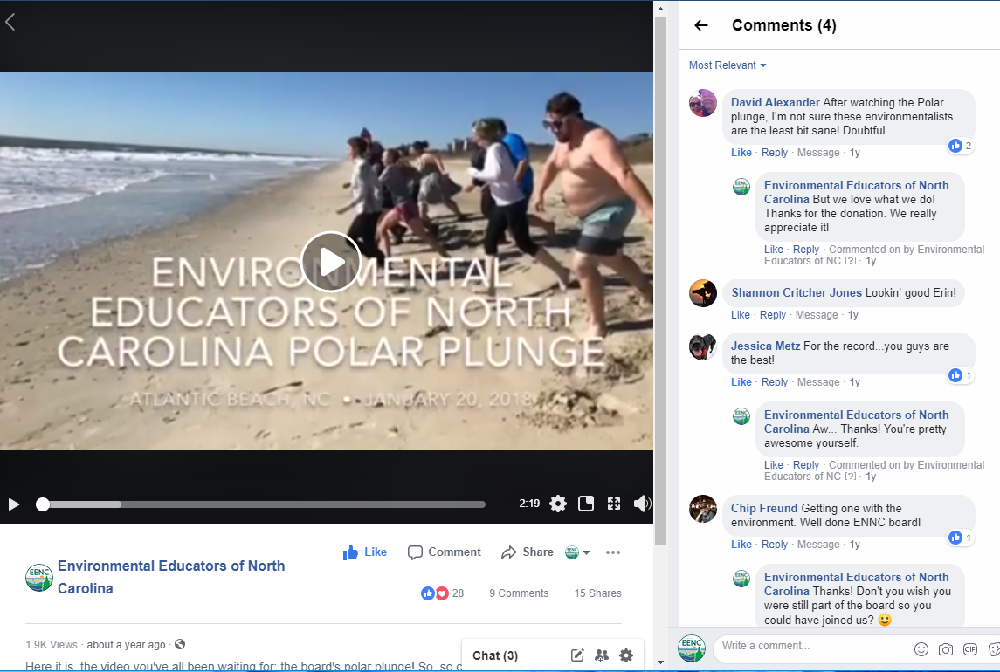 Comments (4)
Most Relevant
David Alexander After watching the Polar
plunge, I'm not sure these environmentalists
are the least bit sane! Doubtful
2
Like · Reply · Message · 1y
EENC
Environmental Educators of North
Carolina But we love what we do!
Thanks for the donation. We really
appreciate it!
Like · Reply · Commented on by Environmental
Educators of NC [?] · 1y
Shannon Critcher Jones Lookin' good Erin!
Like · Reply · Message · 1y
Jessica Metz For the record...you guys are
the best!
1
Like · Reply · Message · 1y
EENC
Environmental Educators of North
Carolina Aw... Thanks! You're pretty
awesome yourself.
Like · Reply · Commented on by Environmental
Educators of NC [?] · 1y
Chip Freund Getting one with the
environment. Well done ENNC board!
1
Like · Reply · Message · 1y
EENC
Environmental Educators of North
Carolina Thanks! Don't you wish you
were still part of the board so you
could have joined us? 🙂
EENC
Write a comment...
GIF
ENVIRONMENTAL
EDUCATORS OF NORTH
CAROLINA POLAR PLUNGE
ATLANTIC BEACH, NC • JANUARY 20, 2018
-2:19
Like Comment Share
EENC
Environmental Educators of North
Carolina
28 9 Comments 15 Shares
1.9K Views · about a year ago ·
Chat (3)
Here it is, the video you've all been waiting for: the board's polar plunge! So, so c